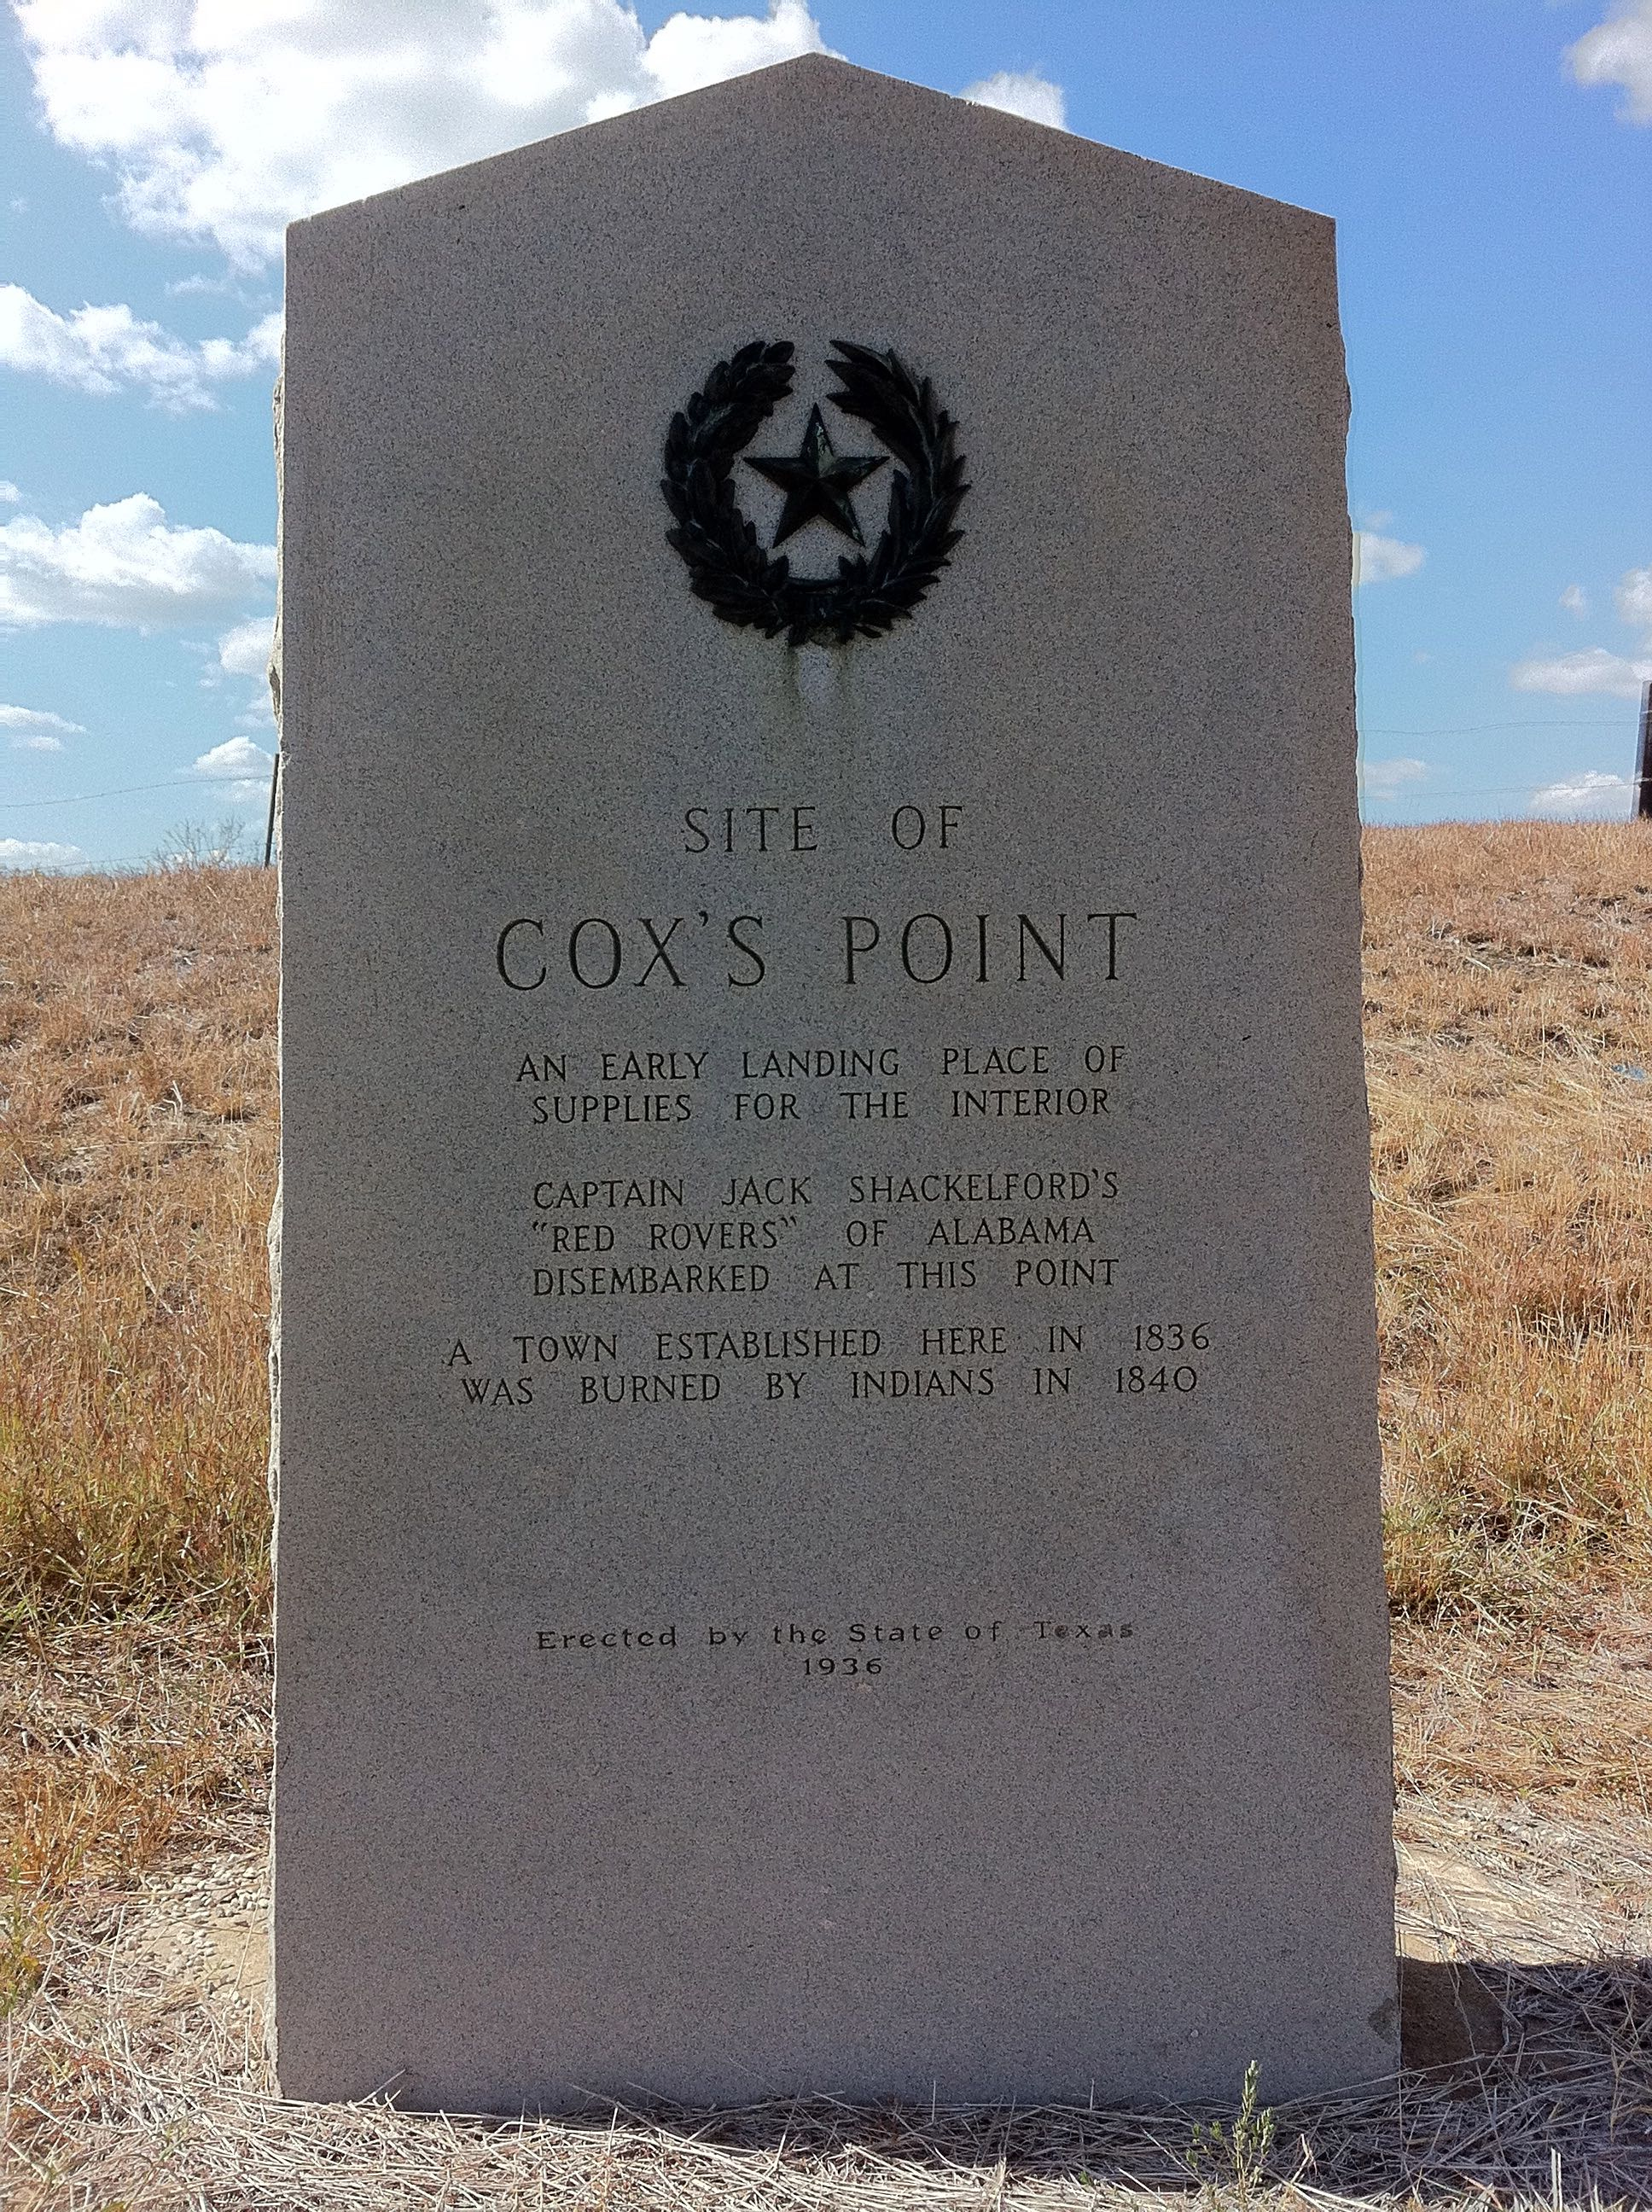 SITE OF
COX'S POINT
AN EARLY LANDING PLACE OF
SUPPLIES FOR THE INTERIOR
CAPTAIN JACK SHACKELFORD'S
"RED ROVERS" OF ALABAMA
DISEMBARKED AT THIS POINT
A TOWN ESTABLISHED HERE IN 1836
WAS BURNED BY INDIANS IN 1840
Erected by the State of Texas
1936